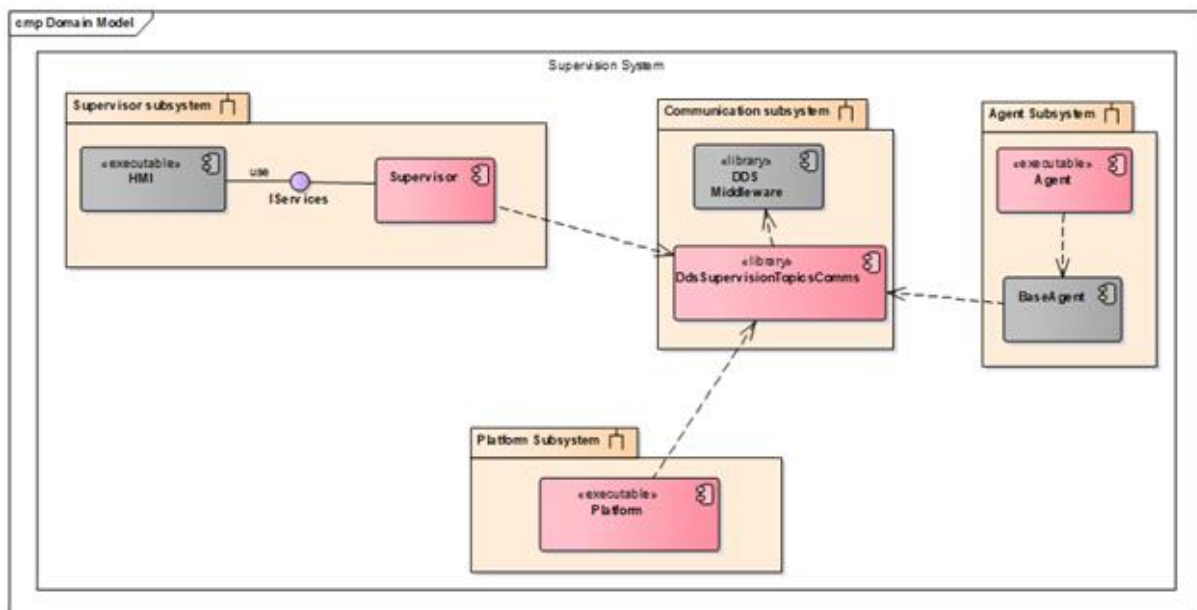 cmp Domain Model
Supervision System
Supervisor subsystem
«executable»
HMI
use
IServices
Supervisor
Communication subsystem
«library»
DDS
Middleware
«library»
DdsSupervisionTopicsComms
Agent Subsystem
«executable»
Agent
BaseAgent
Platform Subsystem
«executable»
Platform